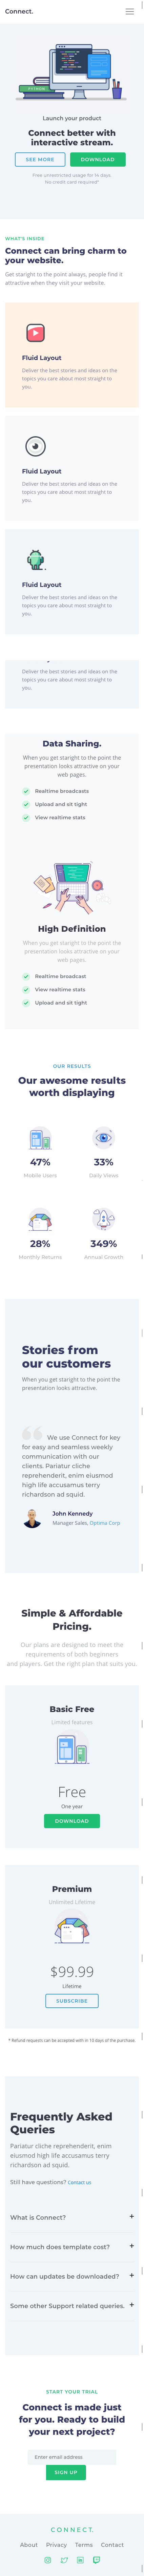 Connect.
PYTHON
Launch your product
Connect better with
interactive stream.
SEE MORE
DOWNLOAD
Free unrestricted usage for 14 days.
No credit card required*
WHAT'S INSIDE
Connect can bring charm to
your website.
Get staright to the point always, people find it
attractive when they visit your website.
Fluid Layout
Deliver the best stories and ideas on the
topics you care about most straight to
you.
Fluid Layout
Deliver the best stories and ideas on the
topics you care about most straight to
you.
Fluid Layout
Deliver the best stories and ideas on the
topics you care about most straight to
you.
Deliver the best stories and ideas on the
topics you care about most straight to
you.
Data Sharing.
When you get staright to the point the
presentation looks attractive on your
web pages.
Realtime broadcasts
Upload and sit tight
View realtime stats
High Definition
When you get staright to the point the
presentation looks attractive on your
web pages.
Realtime broadcast
View realtime stats
Upload and sit tight
OUR RESULTS
Our awesome results
worth displaying
47%
Mobile Users
33%
Daily Views
28%
Monthly Returns
349%
Annual Growth
Stories from
our customers
When you get staright to the point the
presentation looks attractive.
We use Connect for key
for easy and seamless weekly
communication with our
clients. Pariatur cliche
reprehenderit, enim eiusmod
high life accusamus terry
richardson ad squid.
John Kennedy
Manager Sales, Optima Corp
Simple & Affordable
Pricing.
Our plans are designed to meet the
requirements of both beginners
and players. Get the right plan that suits you.
Basic Free
Limited features
Free
One year
DOWNLOAD
Premium
Unlimited Lifetime
$99.99
Lifetime
SUBSCRIBE
* Refund requests can be accepted with in 10 days of the purchase.
Frequently Asked
Queries
Pariatur cliche reprehenderit, enim
eiusmod high life accusamus terry
richardson ad squid.
Still have questions? Contact us
What is Connect?
How much does template cost?
How can updates be downloaded?
Some other Support related queries.
START YOUR TRIAL
Connect is made just
for you. Ready to build
your next project?
Enter email address
SIGN UP
CONNECT.
About Privacy Terms Contact